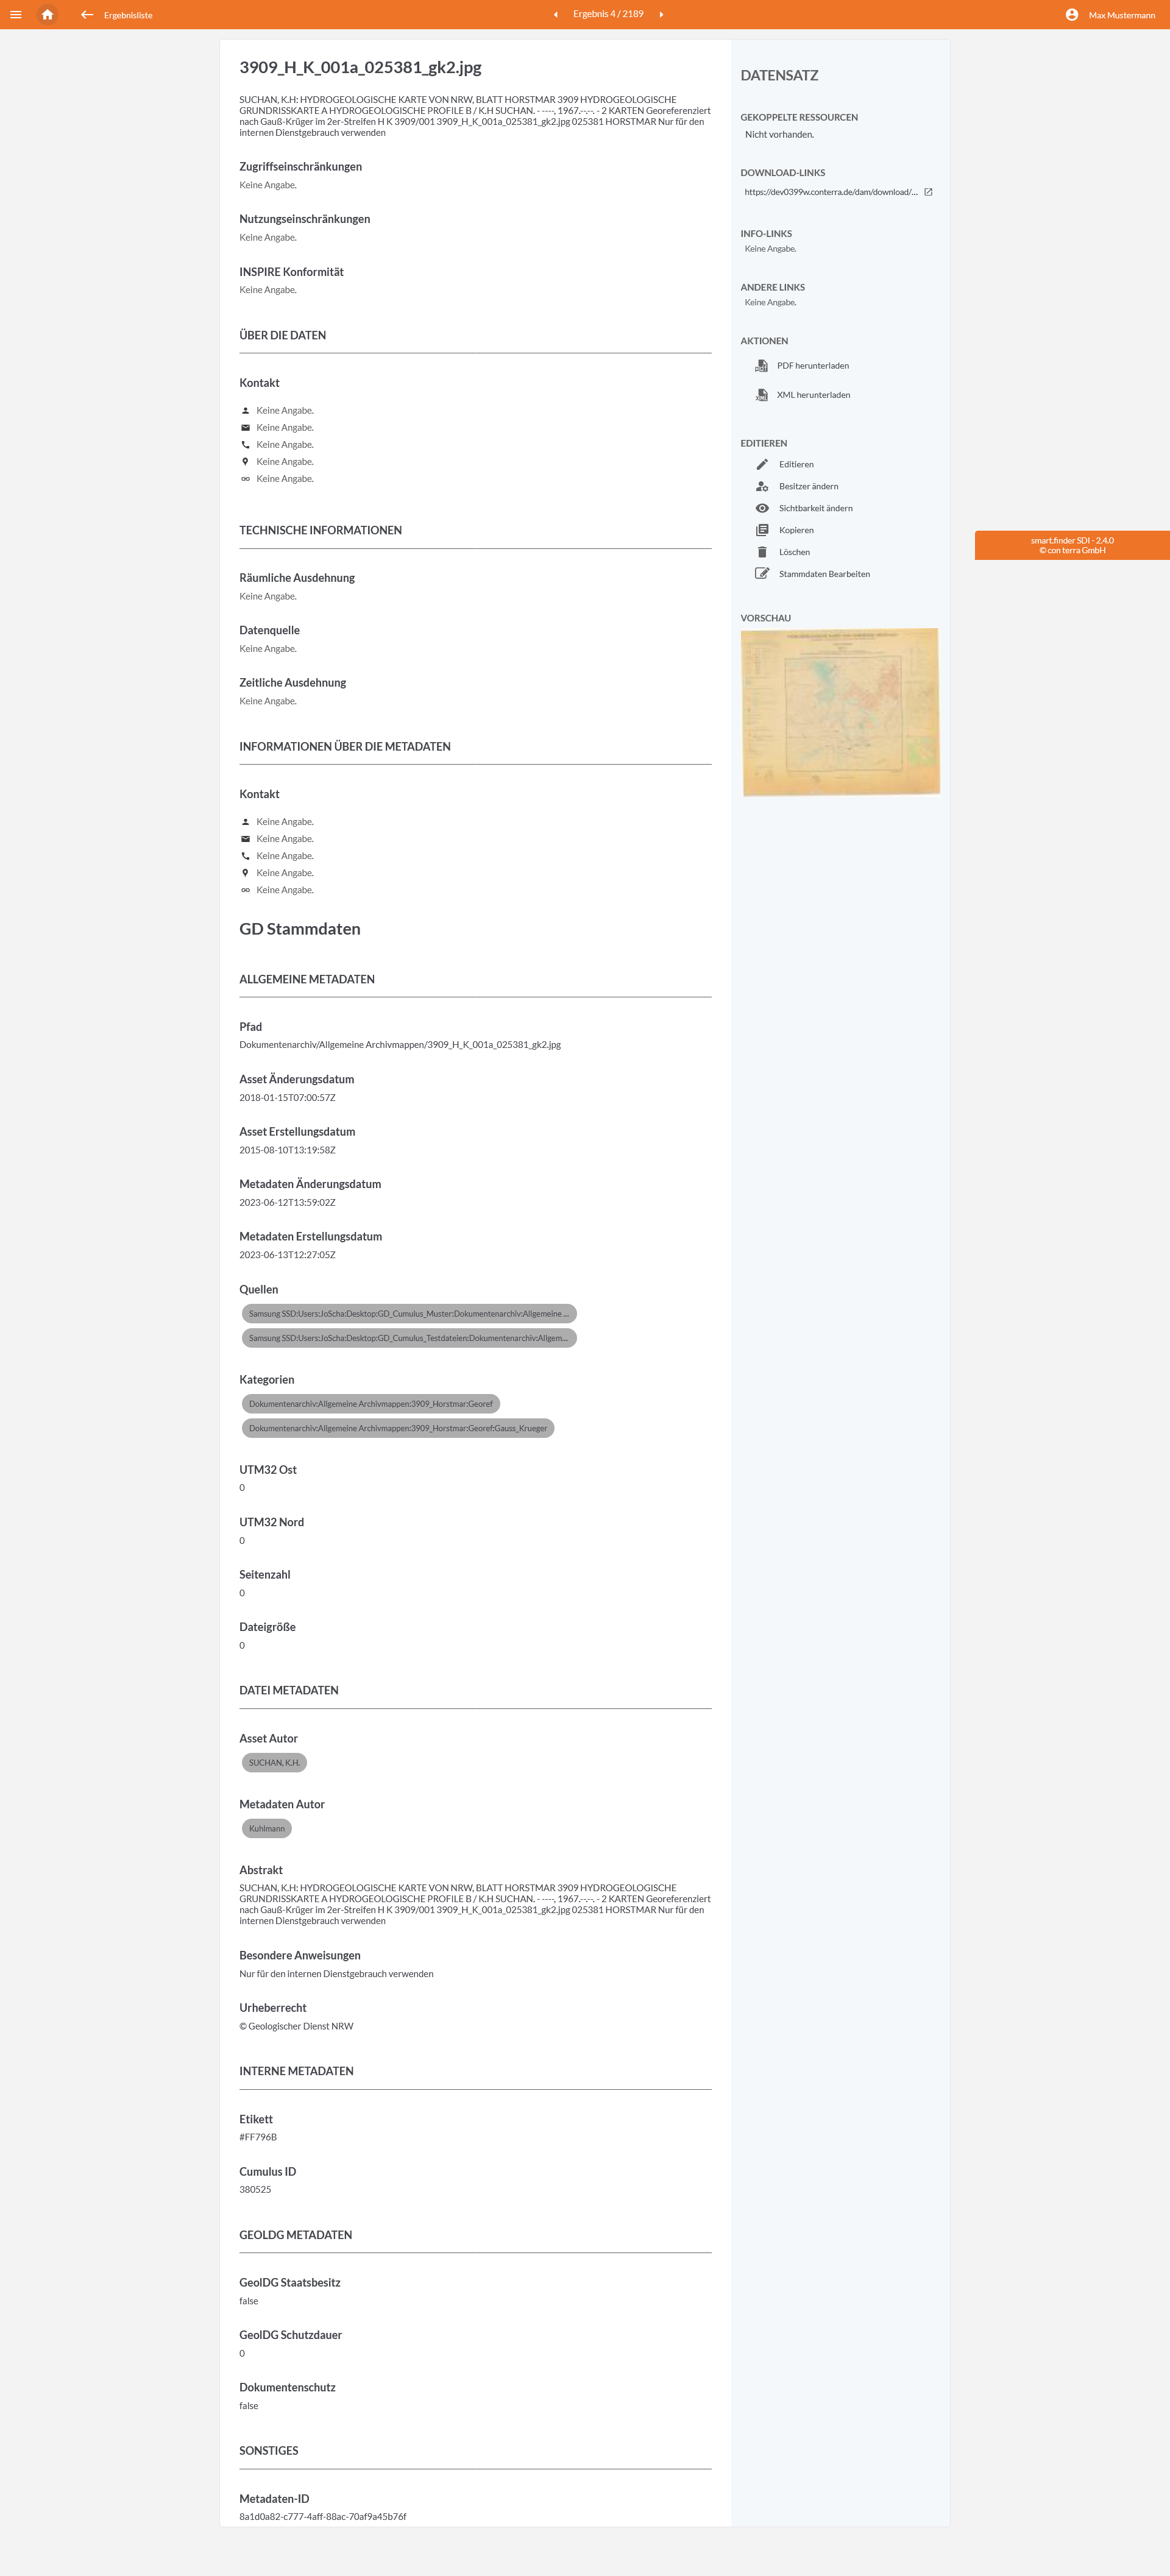 Ergebnisliste
Ergebnis 4 / 2189
Max Mustermann
3909_H_K_001a_025381_gk2.jpg
SUCHAN, K.H: HYDROGEOLOGISCHE KARTE VON NRW, BLATT HORSTMAR 3909 HYDROGEOLOGISCHE
GRUNDRISSKARTE A HYDROGEOLOGISCHE PROFILE B / K.H SUCHAN. - ----, 1967.--.--. - 2 KARTEN Georeferenziert
nach Gauß-Krüger im 2er-Streifen H K 3909/001 3909_H_K_001a_025381_gk2.jpg 025381 HORSTMAR Nur für den
internen Dienstgebrauch verwenden
Zugriffseinschränkungen
Keine Angabe.
Nutzungseinschränkungen
Keine Angabe.
INSPIRE Konformität
Keine Angabe.
ÜBER DIE DATEN
Kontakt
Keine Angabe.
Keine Angabe.
Keine Angabe.
Keine Angabe.
Keine Angabe.
TECHNISCHE INFORMATIONEN
Räumliche Ausdehnung
Keine Angabe.
Datenquelle
Keine Angabe.
Zeitliche Ausdehnung
Keine Angabe.
INFORMATIONEN ÜBER DIE METADATEN
Kontakt
Keine Angabe.
Keine Angabe.
Keine Angabe.
Keine Angabe.
Keine Angabe.
GD Stammdaten
ALLGEMEINE METADATEN
Pfad
Dokumentenarchiv/Allgemeine Archivmappen/3909_H_K_001a_025381_gk2.jpg
Asset Änderungsdatum
2018-01-15T07:00:57Z
Asset Erstellungsdatum
2015-08-10T13:19:58Z
Metadaten Änderungsdatum
2023-06-12T13:59:02Z
Metadaten Erstellungsdatum
2023-06-13T12:27:05Z
Quellen
Samsung SSD:Users:JoScha:Desktop:GD_Cumulus_Muster:Dokumentenarchiv:Allgemeine ...
Samsung SSD:Users:JoScha:Desktop:GD_Cumulus_Testdateien:Dokumentenarchiv:Allgem...
Kategorien
Dokumentenarchiv:Allgemeine Archivmappen:3909_Horstmar:Georef
Dokumentenarchiv:Allgemeine Archivmappen:3909_Horstmar:Georef:Gauss_Krueger
UTM32 Ost
0
UTM32 Nord
0
Seitenzahl
0
Dateigröße
0
DATEI METADATEN
Asset Autor
SUCHAN, K.H.
Metadaten Autor
Kuhlmann
Abstrakt
SUCHAN, K.H: HYDROGEOLOGISCHE KARTE VON NRW, BLATT HORSTMAR 3909 HYDROGEOLOGISCHE
GRUNDRISSKARTE A HYDROGEOLOGISCHE PROFILE B / K.H SUCHAN. - ----, 1967.--.--. - 2 KARTEN Georeferenziert
nach Gauß-Krüger im 2er-Streifen H K 3909/001 3909_H_K_001a_025381_gk2.jpg 025381 HORSTMAR Nur für den
internen Dienstgebrauch verwenden
Besondere Anweisungen
Nur für den internen Dienstgebrauch verwenden
Urheberrecht
© Geologischer Dienst NRW
INTERNE METADATEN
Etikett
#FF796B
Cumulus ID
380525
GEOLDG METADATEN
GeolDG Staatsbesitz
false
GeolDG Schutzdauer
0
Dokumentenschutz
false
SONSTIGES
Metadaten-ID
8a1d0a82-c777-4aff-88ac-70af9a45b76f
DATENSATZ
GEKOPPELTE RESSOURCEN
Nicht vorhanden.
DOWNLOAD-LINKS
https://dev0399w.conterra.de/dam/download/...
INFO-LINKS
Keine Angabe.
ANDERE LINKS
Keine Angabe.
AKTIONEN
PDF herunterladen
XML herunterladen
EDITIEREN
Editieren
Besitzer ändern
Sichtbarkeit ändern
Kopieren
Löschen
Stammdaten Bearbeiten
VORSCHAU
smart.finder SDI - 2.4.0
© con terra GmbH